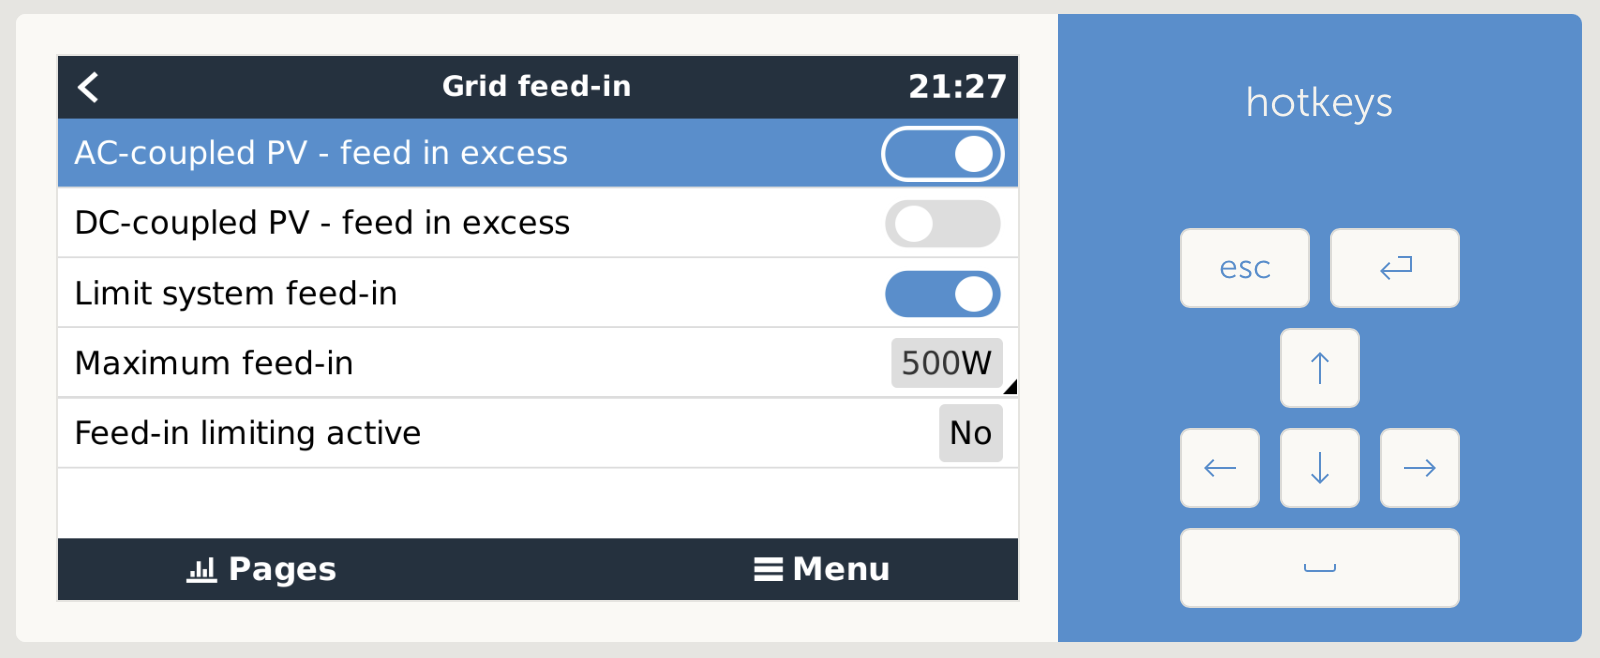 Grid feed-in 21:27
AC-coupled PV - feed in excess
DC-coupled PV - feed in excess
Limit system feed-in
Maximum feed-in 500W
Feed-in limiting active No
Pages Menu
hotkeys
esc